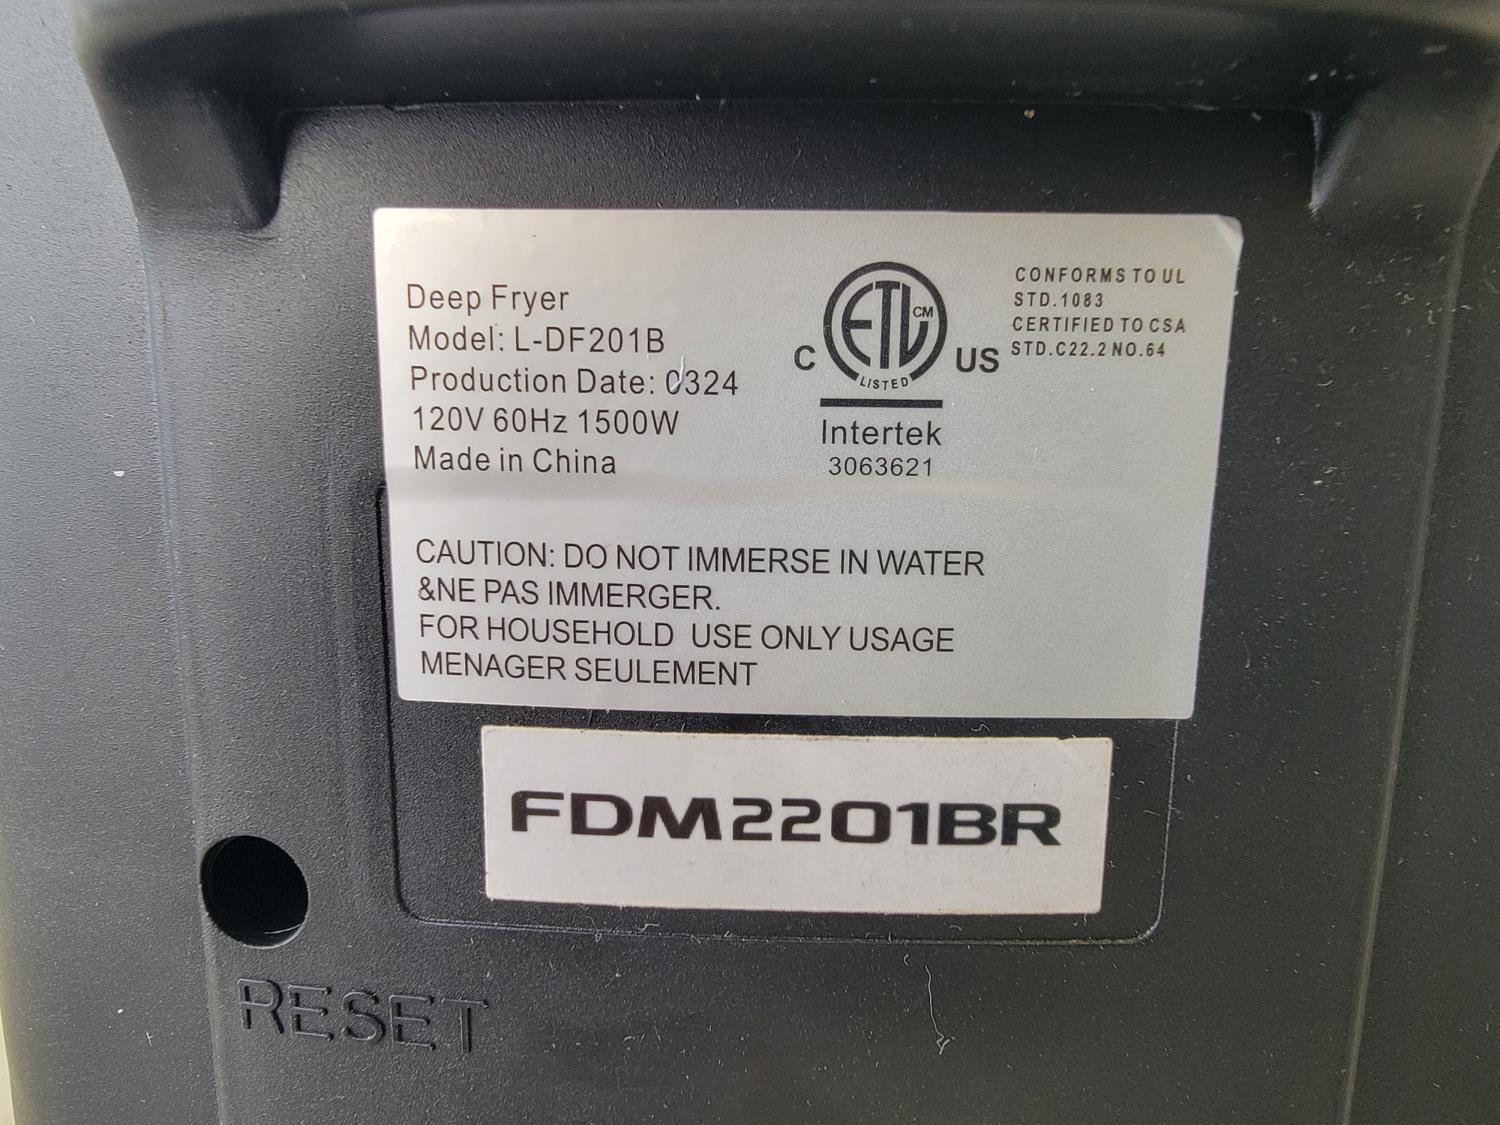 Deep Fryer
Model: L-DF201B
Production Date: 0324
120V 60Hz 1500W
Made in China
ETL CM
LISTED
C US
Intertek
3063621
CONFORMS TO UL
STD.1083
CERTIFIED TO CSA
STD.C22.2 NO.64
CAUTION: DO NOT IMMERSE IN WATER
&NE PAS IMMERGER.
FOR HOUSEHOLD USE ONLY USAGE
MENAGER SEULEMENT
FDM2201BR
RESET